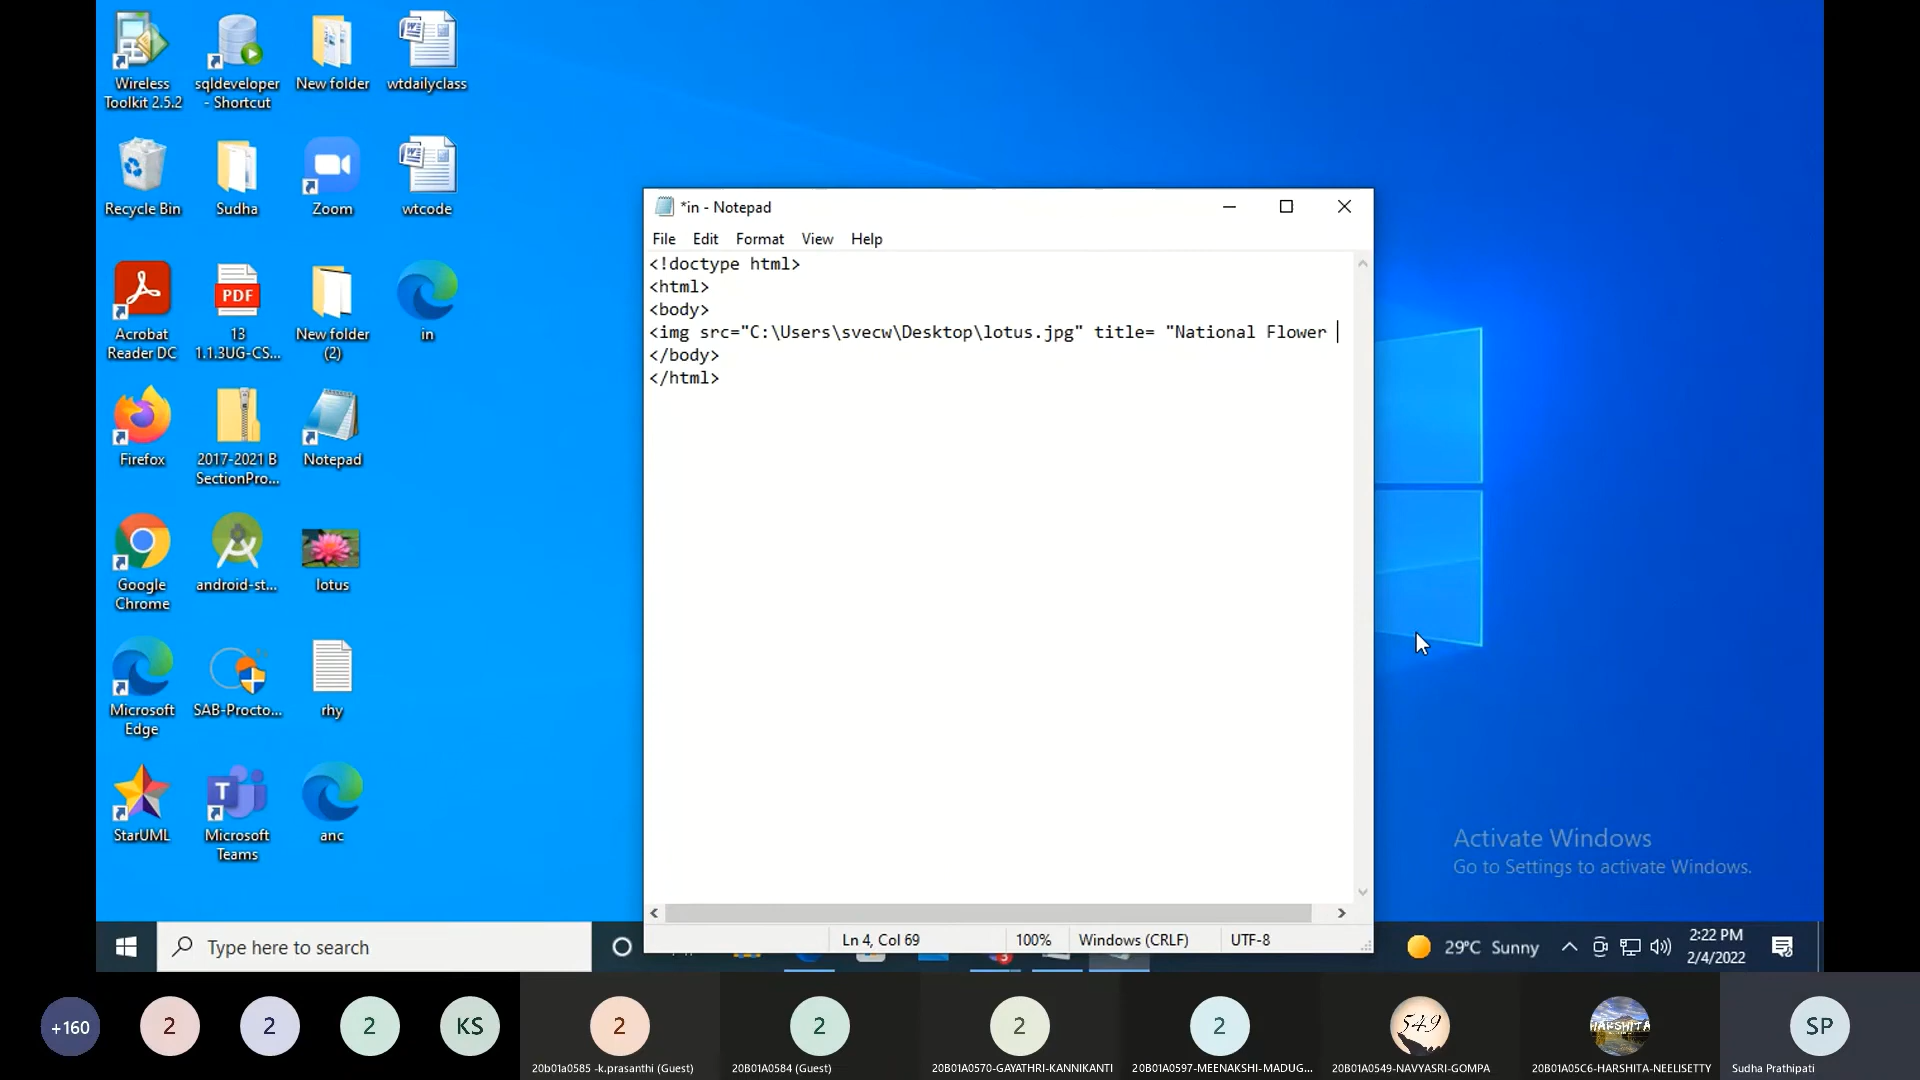 Wireless
Toolkit 2.5.2
sqldeveloper
- Shortcut
New folder
wtdailyclass
Recycle Bin
Sudha
Zoom
wtcode
Acrobat
Reader DC
PDF
13
1.1.3UG-CS...
New folder
(2)
in
Firefox
2017-2021 B
SectionPro...
Notepad
Google
Chrome
android-st...
lotus
Microsoft
Edge
SAB-Procto...
rhy
StarUML
T
Microsoft
Teams
anc
*in - Notepad
File Edit Format View Help
<!doctype html>
<html>
<body>
<img src="C:\Users\svecw\Desktop\lotus.jpg" title= "National Flower
</body>
</html>
Ln 4, Col 69
100%
Windows (CRLF)
UTF-8
Activate Windows
Go to Settings to activate Windows.
Type here to search
3
29°C Sunny
2:22 PM
2/4/2022
+160
2
2
2
KS
2
20b01a0585 -k.prasanthi (Guest)
2
20B01A0584 (Guest)
2
20B01A0570-GAYATHRI-KANNIKANTI
2
20B01A0597-MEENAKSHI-MADUG...
549
20B01A0549-NAVYASRI-GOMPA
HARSHITA
20B01A05C6-HARSHITA-NEELISETTY
SP
Sudha Prathipati